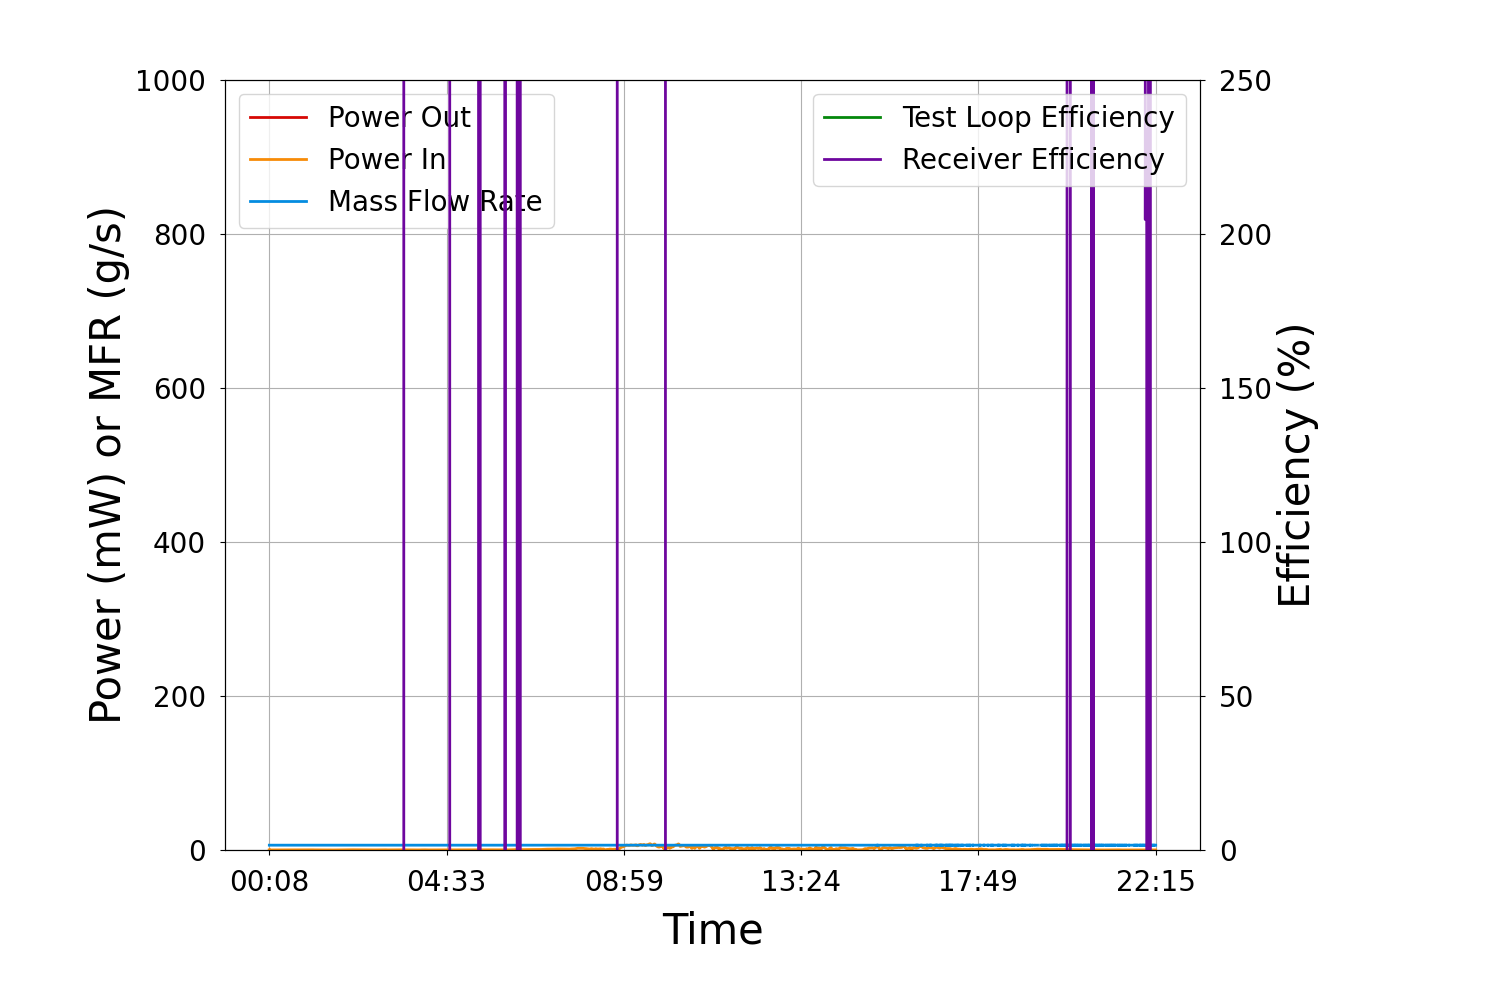 1000
800
600
400
200
0
Power (mW) or MFR (g/s)
Power Out
Power In
Mass Flow Rate
Test Loop Efficiency
Receiver Efficiency
250
200
150
100
50
0
Efficiency (%)
00:08 04:33 08:59 13:24 17:49 22:15
Time